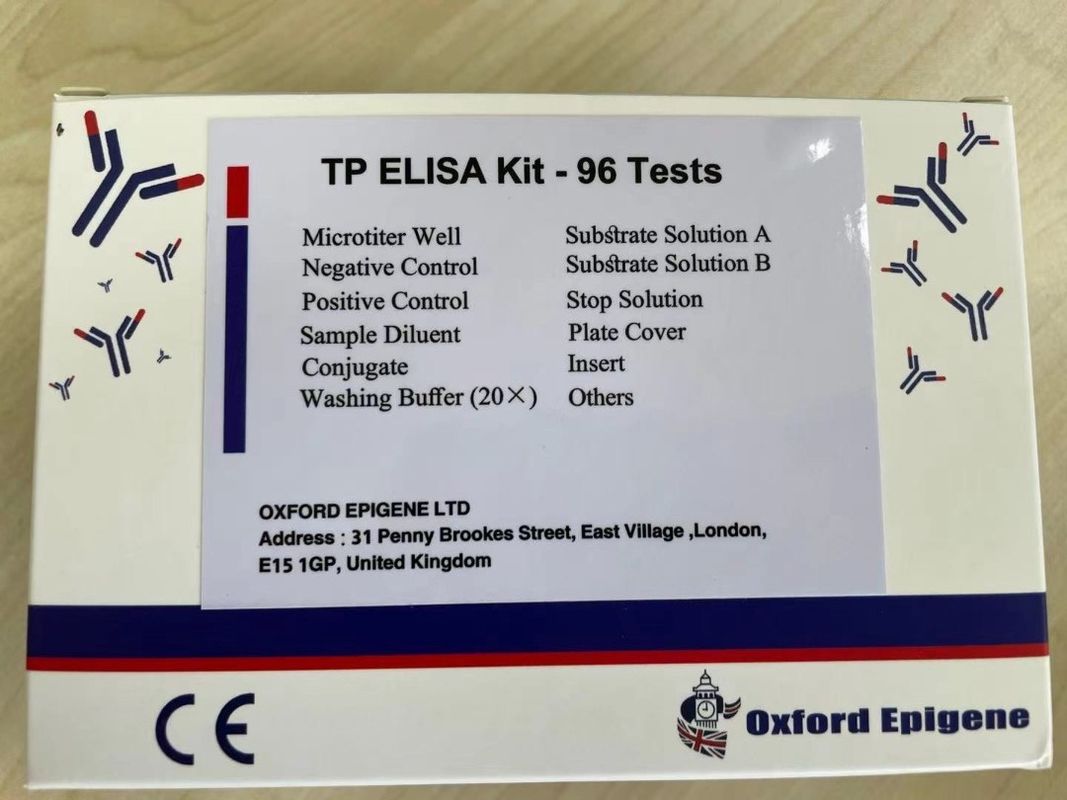 TP ELISA Kit - 96 Tests
Microtiter Well
Negative Control
Positive Control
Sample Diluent
Conjugate
Washing Buffer (20×)
Substrate Solution A
Substrate Solution B
Stop Solution
Plate Cover
Insert
Others
OXFORD EPIGENE LTD
Address : 31 Penny Brookes Street, East Village ,London,
E15 1GP, United Kingdom
CE
Oxford Epigene